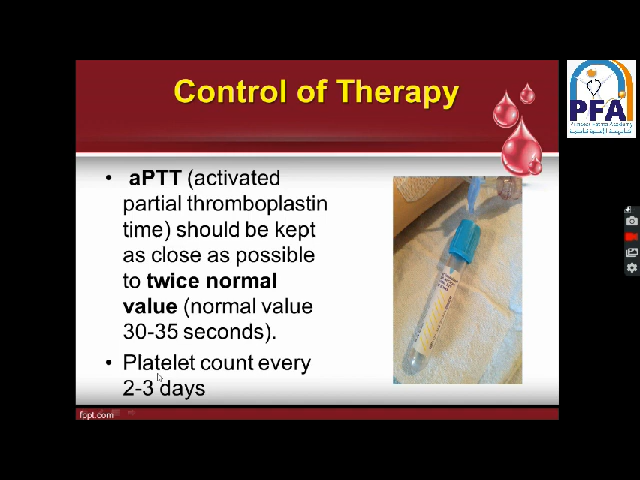 Control of Therapy
PFA
• aPTT (activated
partial thromboplastin
time) should be kept
as close as possible
to twice normal
value (normal value
30-35 seconds).
• Platelet count every
2-3 days
fppt.com